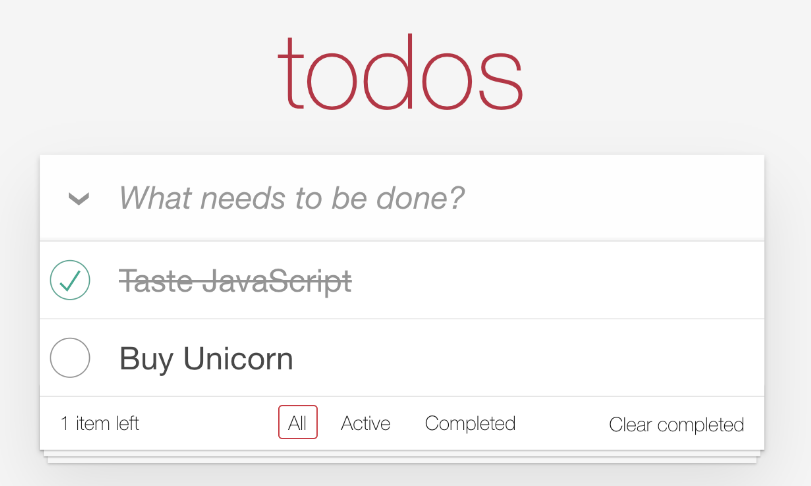 todos
What needs to be done?
Taste JavaScript
Buy Unicorn
1 item left All Active Completed Clear completed